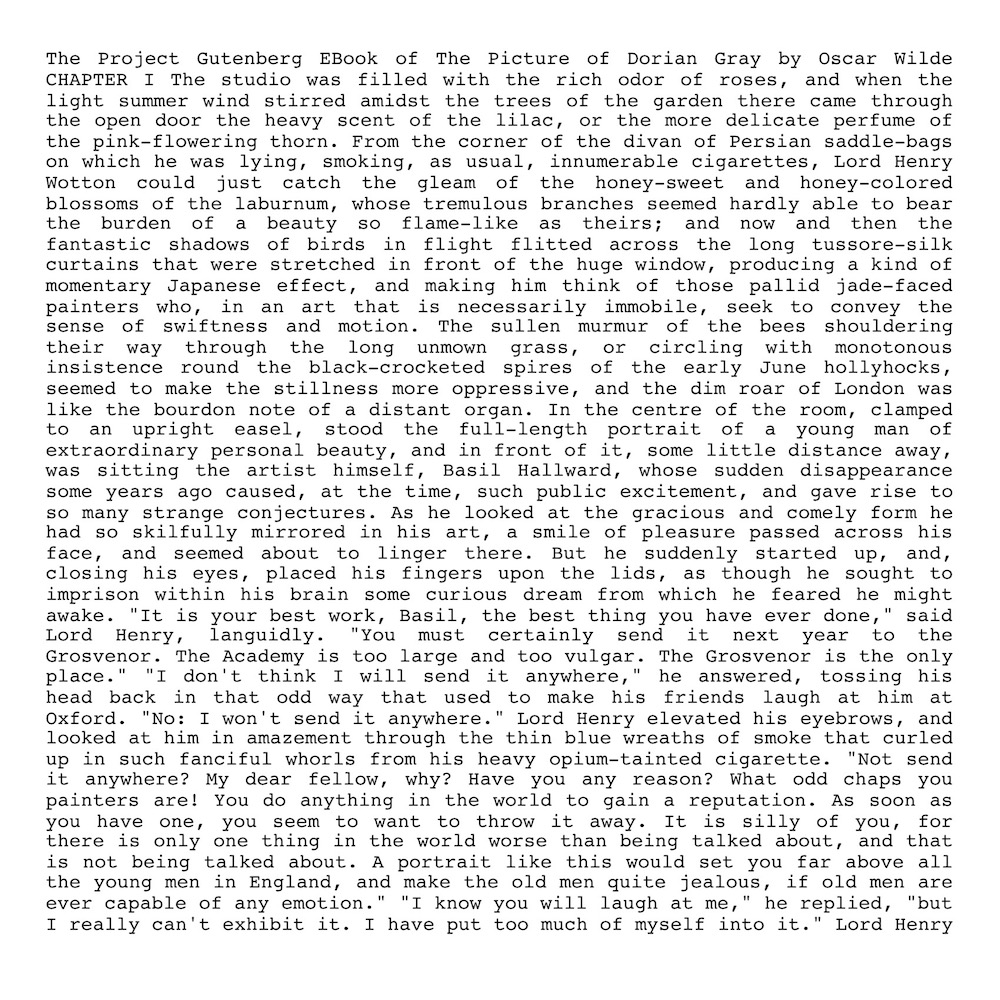 The Project Gutenberg EBook of The Picture of Dorian Gray by Oscar Wilde
CHAPTER I The studio was filled with the rich odor of roses, and when the
light summer wind stirred amidst the trees of the garden there came through
the open door the heavy scent of the lilac, or the more delicate perfume of
the pink-flowering thorn. From the corner of the divan of Persian saddle-bags
on which he was lying, smoking, as usual, innumerable cigarettes, Lord Henry
Wotton could just catch the gleam of the honey-sweet and honey-colored
blossoms of the laburnum, whose tremulous branches seemed hardly able to bear
the burden of a beauty so flame-like as theirs; and now and then the
fantastic shadows of birds in flight flitted across the long tussore-silk
curtains that were stretched in front of the huge window, producing a kind of
momentary Japanese effect, and making him think of those pallid jade-faced
painters who, in an art that is necessarily immobile, seek to convey the
sense of swiftness and motion. The sullen murmur of the bees shouldering
their way through the long unmown grass, or circling with monotonous
insistence round the black-crocketed spires of the early June hollyhocks,
seemed to make the stillness more oppressive, and the dim roar of London was
like the bourdon note of a distant organ. In the centre of the room, clamped
to an upright easel, stood the full-length portrait of a young man of
extraordinary personal beauty, and in front of it, some little distance away,
was sitting the artist himself, Basil Hallward, whose sudden disappearance
some years ago caused, at the time, such public excitement, and gave rise to
so many strange conjectures. As he looked at the gracious and comely form he
had so skilfully mirrored in his art, a smile of pleasure passed across his
face, and seemed about to linger there. But he suddenly started up, and,
closing his eyes, placed his fingers upon the lids, as though he sought to
imprison within his brain some curious dream from which he feared he might
awake. "It is your best work, Basil, the best thing you have ever done," said
Lord Henry, languidly. "You must certainly send it next year to the
Grosvenor. The Academy is too large and too vulgar. The Grosvenor is the only
place." "I don't think I will send it anywhere," he answered, tossing his
head back in that odd way that used to make his friends laugh at him at
Oxford. "No: I won't send it anywhere." Lord Henry elevated his eyebrows, and
looked at him in amazement through the thin blue wreaths of smoke that curled
up in such fanciful whorls from his heavy opium-tainted cigarette. "Not send
it anywhere? My dear fellow, why? Have you any reason? What odd chaps you
painters are! You do anything in the world to gain a reputation. As soon as
you have one, you seem to want to throw it away. It is silly of you, for
there is only one thing in the world worse than being talked about, and that
is not being talked about. A portrait like this would set you far above all
the young men in England, and make the old men quite jealous, if old men are
ever capable of any emotion." "I know you will laugh at me," he replied, "but
I really can't exhibit it. I have put too much of myself into it." Lord Henry